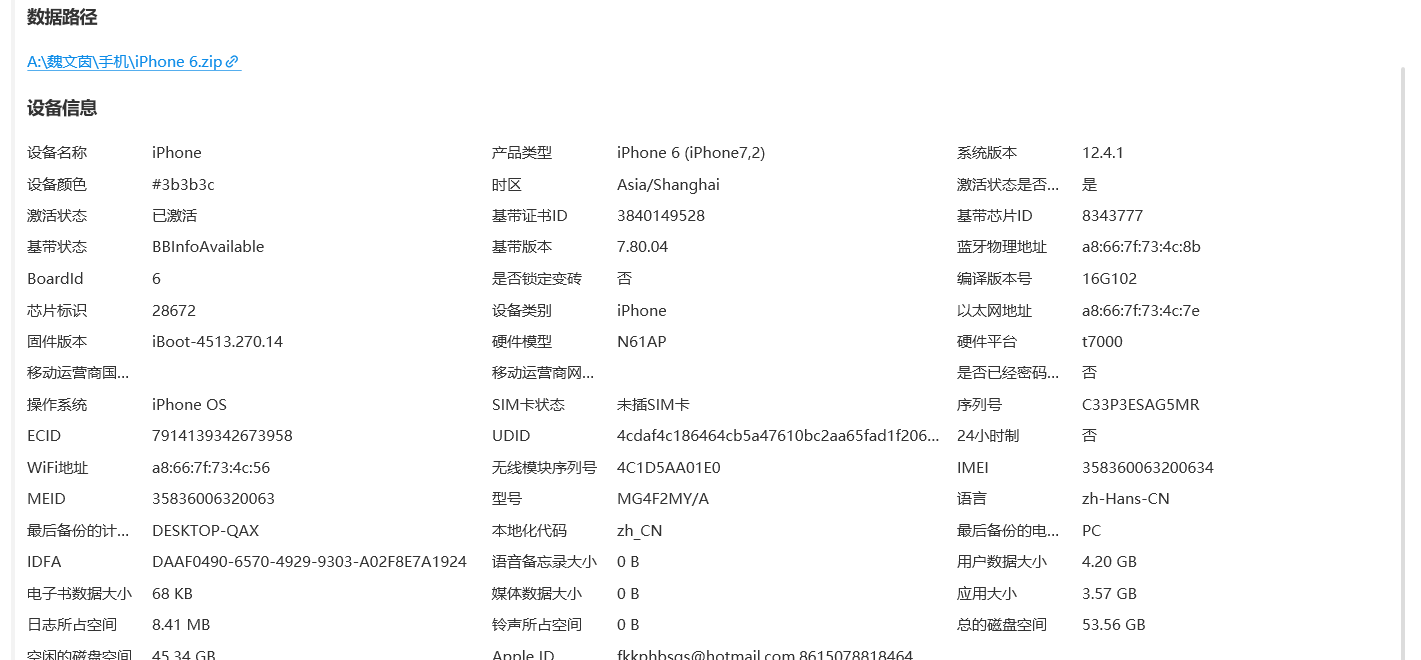 数据路径
A:\魏文茵\手机\iPhone 6.zip
设备信息
设备名称 iPhone 产品类型 iPhone 6 (iPhone7,2) 系统版本 12.4.1
设备颜色 #3b3b3c 时区 Asia/Shanghai 激活状态是否... 是
激活状态 已激活 基带证书ID 3840149528 基带芯片ID 8343777
基带状态 BBInfoAvailable 基带版本 7.80.04 蓝牙物理地址 a8:66:7f:73:4c:8b
BoardId 6 是否锁定变砖 否 编译版本号 16G102
芯片标识 28672 设备类别 iPhone 以太网地址 a8:66:7f:73:4c:7e
固件版本 iBoot-4513.270.14 硬件模型 N61AP 硬件平台 t7000
移动运营商国... 移动运营商网... 是否已经密码... 否
操作系统 iPhone OS SIM卡状态 未插SIM卡 序列号 C33P3ESAG5MR
ECID 7914139342673958 UDID 4cdaf4c186464cb5a47610bc2aa65fad1f206... 24小时制 否
WiFi地址 a8:66:7f:73:4c:56 无线模块序列号 4C1D5AA01E0 IMEI 358360063200634
MEID 35836006320063 型号 MG4F2MY/A 语言 zh-Hans-CN
最后备份的计... DESKTOP-QAX 本地化代码 zh_CN 最后备份的电... PC
IDFA DAAF0490-6570-4929-9303-A02F8E7A1924 语音备忘录大小 0 B 用户数据大小 4.20 GB
电子书数据大小 68 KB 媒体数据大小 0 B 应用大小 3.57 GB
日志所占空间 8.41 MB 铃声所占空间 0 B 总的磁盘空间 53.56 GB
空闲的磁盘空间 45.34 GB Apple ID fkkphbsgs@hotmail.com,8615078818464